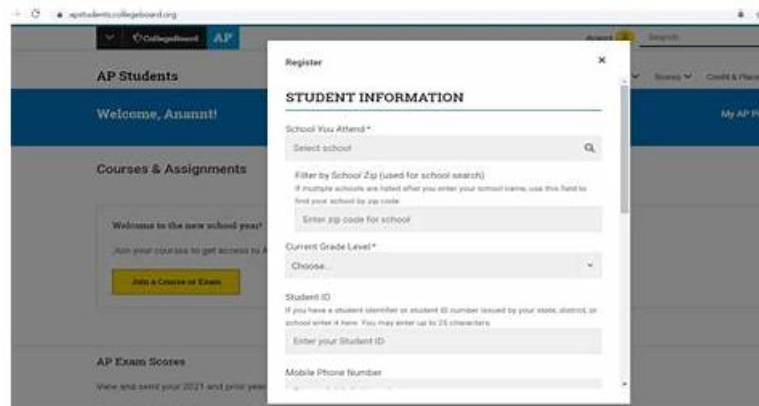 apstudents.collegeboard.org
CollegeBoard AP
Anannt
Search
AP Students
Scores
Credit & Place
Welcome, Anannt!
My AP
Courses & Assignments
Welcome to the new school year!
Join your courses to get access to A
Join a Course or Exam
AP Exam Scores
View and send your 2021 and prior year
Register
STUDENT INFORMATION
School You Attend *
Select school
Filter by School Zip (used for school search)
If multiple schools are listed after you enter your school name, use this field to
find your school by zip code
Enter zip code for school
Current Grade Level *
Choose...
Student ID
If you have a student identifier or student ID number issued by your state, district, or
school enter it here. You may enter up to 25 characters.
Enter your Student ID
Mobile Phone Number